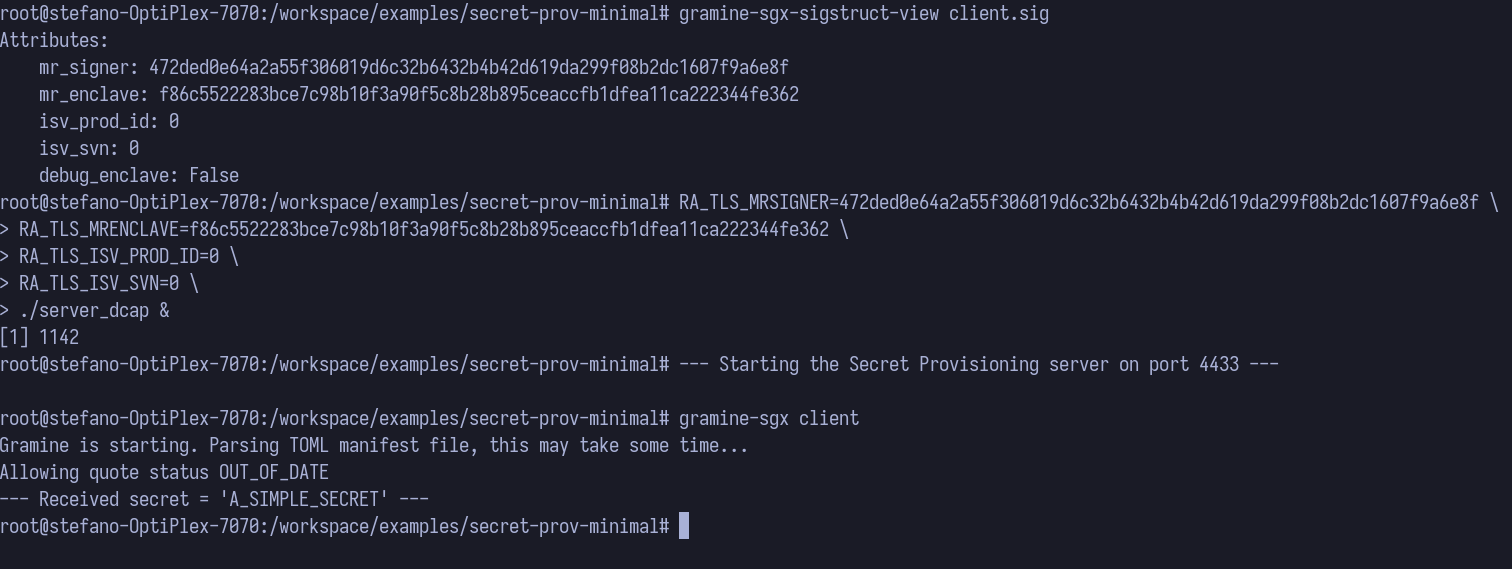 root@stefano-OptiPlex-7070:/workspace/examples/secret-prov-minimal# gramine-sgx-sigstruct-view client.sig
Attributes:
    mr_signer: 472ded0e64a2a55f306019d6c32b6432b4b42d619da299f08b2dc1607f9a6e8f
    mr_enclave: f86c5522283bce7c98b10f3a90f5c8b28b895ceaccfb1dfea11ca222344fe362
    isv_prod_id: 0
    isv_svn: 0
    debug_enclave: False
root@stefano-OptiPlex-7070:/workspace/examples/secret-prov-minimal# RA_TLS_MRSIGNER=472ded0e64a2a55f306019d6c32b6432b4b42d619da299f08b2dc1607f9a6e8f \
> RA_TLS_MRENCLAVE=f86c5522283bce7c98b10f3a90f5c8b28b895ceaccfb1dfea11ca222344fe362 \
> RA_TLS_ISV_PROD_ID=0 \
> RA_TLS_ISV_SVN=0 \
> ./server_dcap &
[1] 1142
root@stefano-OptiPlex-7070:/workspace/examples/secret-prov-minimal# --- Starting the Secret Provisioning server on port 4433 ---
root@stefano-OptiPlex-7070:/workspace/examples/secret-prov-minimal# gramine-sgx client
Gramine is starting. Parsing TOML manifest file, this may take some time...
Allowing quote status OUT_OF_DATE
--- Received secret = 'A_SIMPLE_SECRET' ---
root@stefano-OptiPlex-7070:/workspace/examples/secret-prov-minimal#